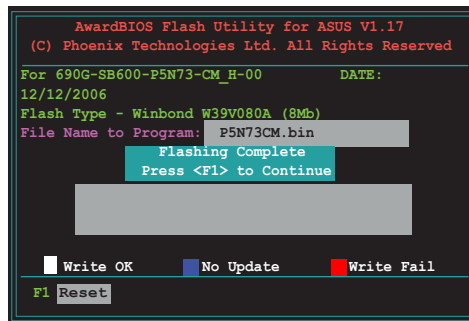 AwardBIOS Flash Utility for ASUS V1.17
(C) Phoenix Technologies Ltd. All Rights Reserved
For 690G-SB600-P5N73-CM_H-00 DATE:
12/12/2006
Flash Type - Winbond W39V080A (8Mb)
File Name to Program: P5N73CM.bin
Flashing Complete
Press <F1> to Continue
Write OK No Update Write Fail
F1 Reset